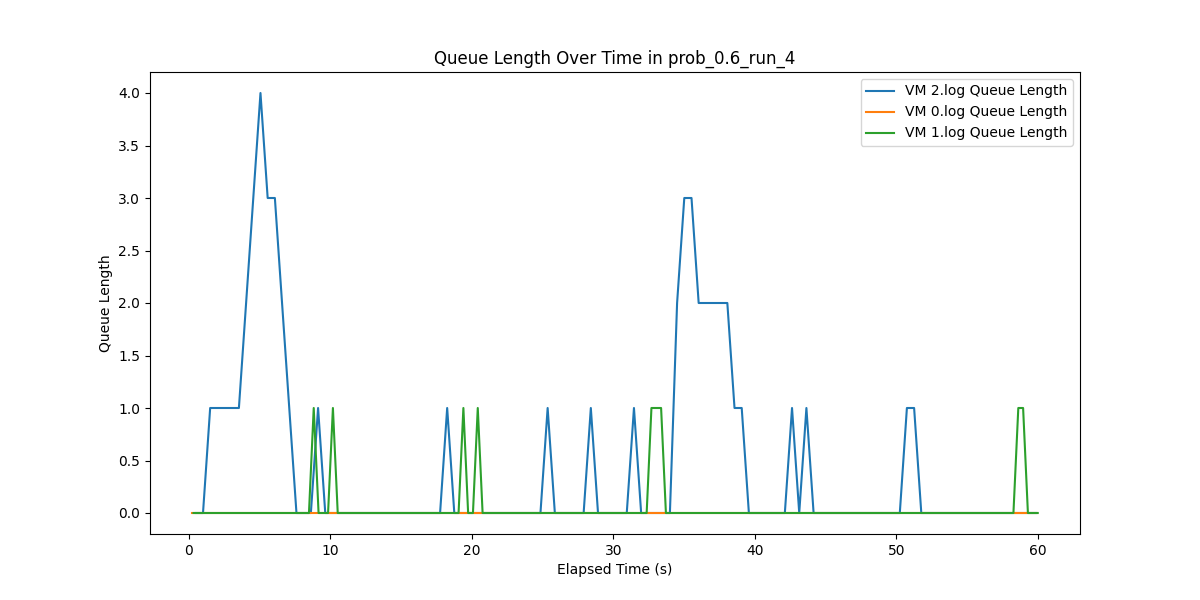 Queue Length Over Time in prob_0.6_run_4
VM 2.log Queue Length
VM 0.log Queue Length
VM 1.log Queue Length
Queue Length
4.0
3.5
3.0
2.5
2.0
1.5
1.0
0.5
0.0
0 10 20 30 40 50 60
Elapsed Time (s)